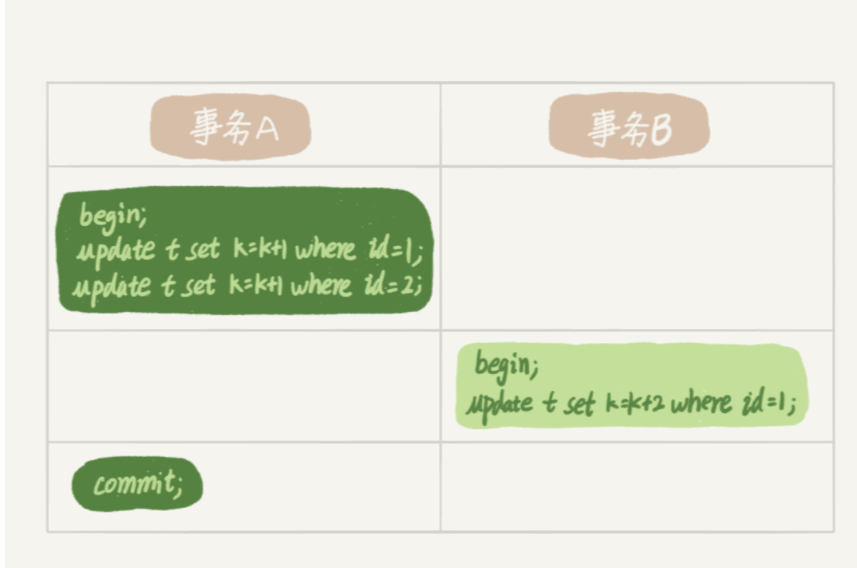 事务A
事务B
begin;
update t set k=k+1 where id=1;
update t set k=k+1 where id=2;
begin;
update t set k=k+2 where id=1;
commit;